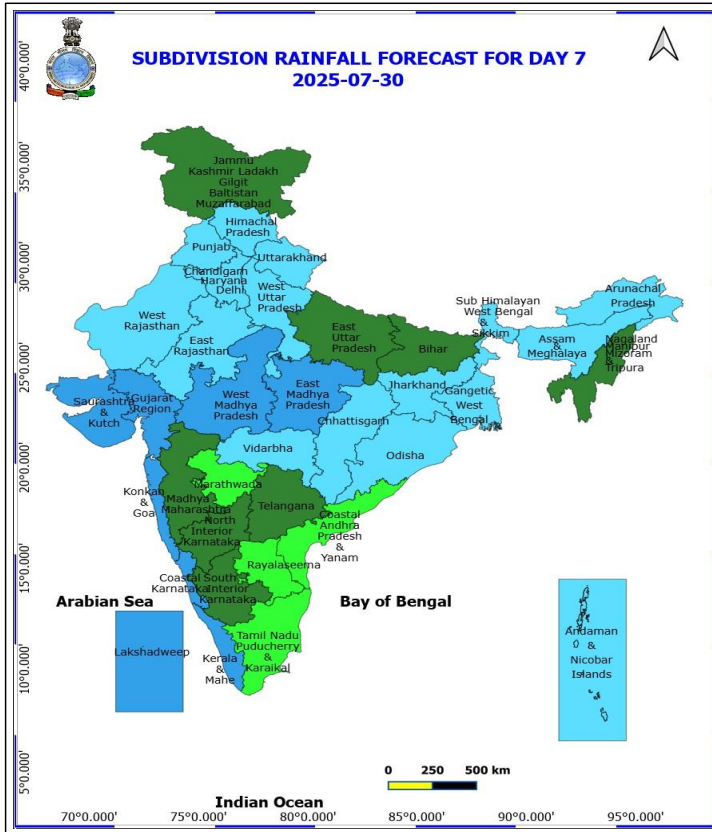 SUBDIVISION RAINFALL FORECAST FOR DAY 7
2025-07-30
40°0.000'
35°0.000'
30°0.000'
25°0.000'
20°0.000'
15°0.000'
10°0.000'
5°0.000'
Jammu
Kashmir Ladakh
Gilgit
Baltistan
Muzaffarabad
Himachal
Pradesh
Punjab
Uttarakhand
Chandigarh
Haryana
Delhi
West
Uttar
Pradesh
West
Rajasthan
East
Rajasthan
East
Uttar
Pradesh
Bihar
Sub Himalayan
West Bengal
&
Sikkim
Arunachal
Pradesh
Assam
&
Meghalaya
Nagaland
Manipur
Mizoram
&
Tripura
Saurashtra
&
Kutch
Gujarat
Region
West
Madhya
Pradesh
East
Madhya
Pradesh
Jharkhand
Gangetic
West
Bengal
Chhattisgarh
Odisha
Vidarbha
Konkan
&
Goa
Madhya
Maharashtra
Marathwada
Telangana
North
Interior
Karnataka
Coastal
Andhra
Pradesh
&
Yanam
Rayalaseema
Coastal
Karnataka
South
Interior
Karnataka
Arabian Sea
Bay of Bengal
Lakshadweep
Kerala
&
Mahe
Tamil Nadu
Puducherry
&
Karaikal
Andaman
&
Nicobar
Islands
0 250 500 km
Indian Ocean
70°0.000' 75°0.000' 80°0.000' 85°0.000' 90°0.000' 95°0.000'